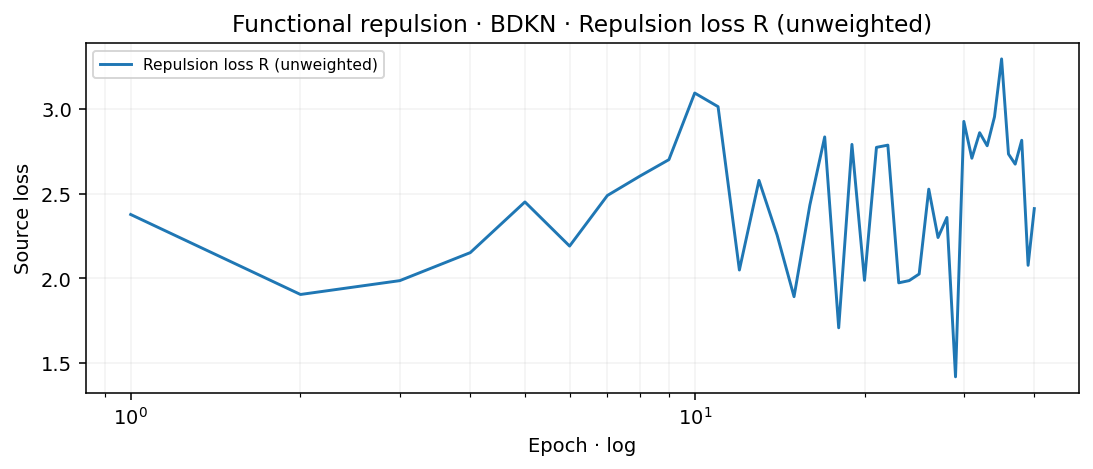 Functional repulsion · BDKN · Repulsion loss R (unweighted)
Repulsion loss R (unweighted)
Source loss
3.0
2.5
2.0
1.5
10⁰
10¹
Epoch · log